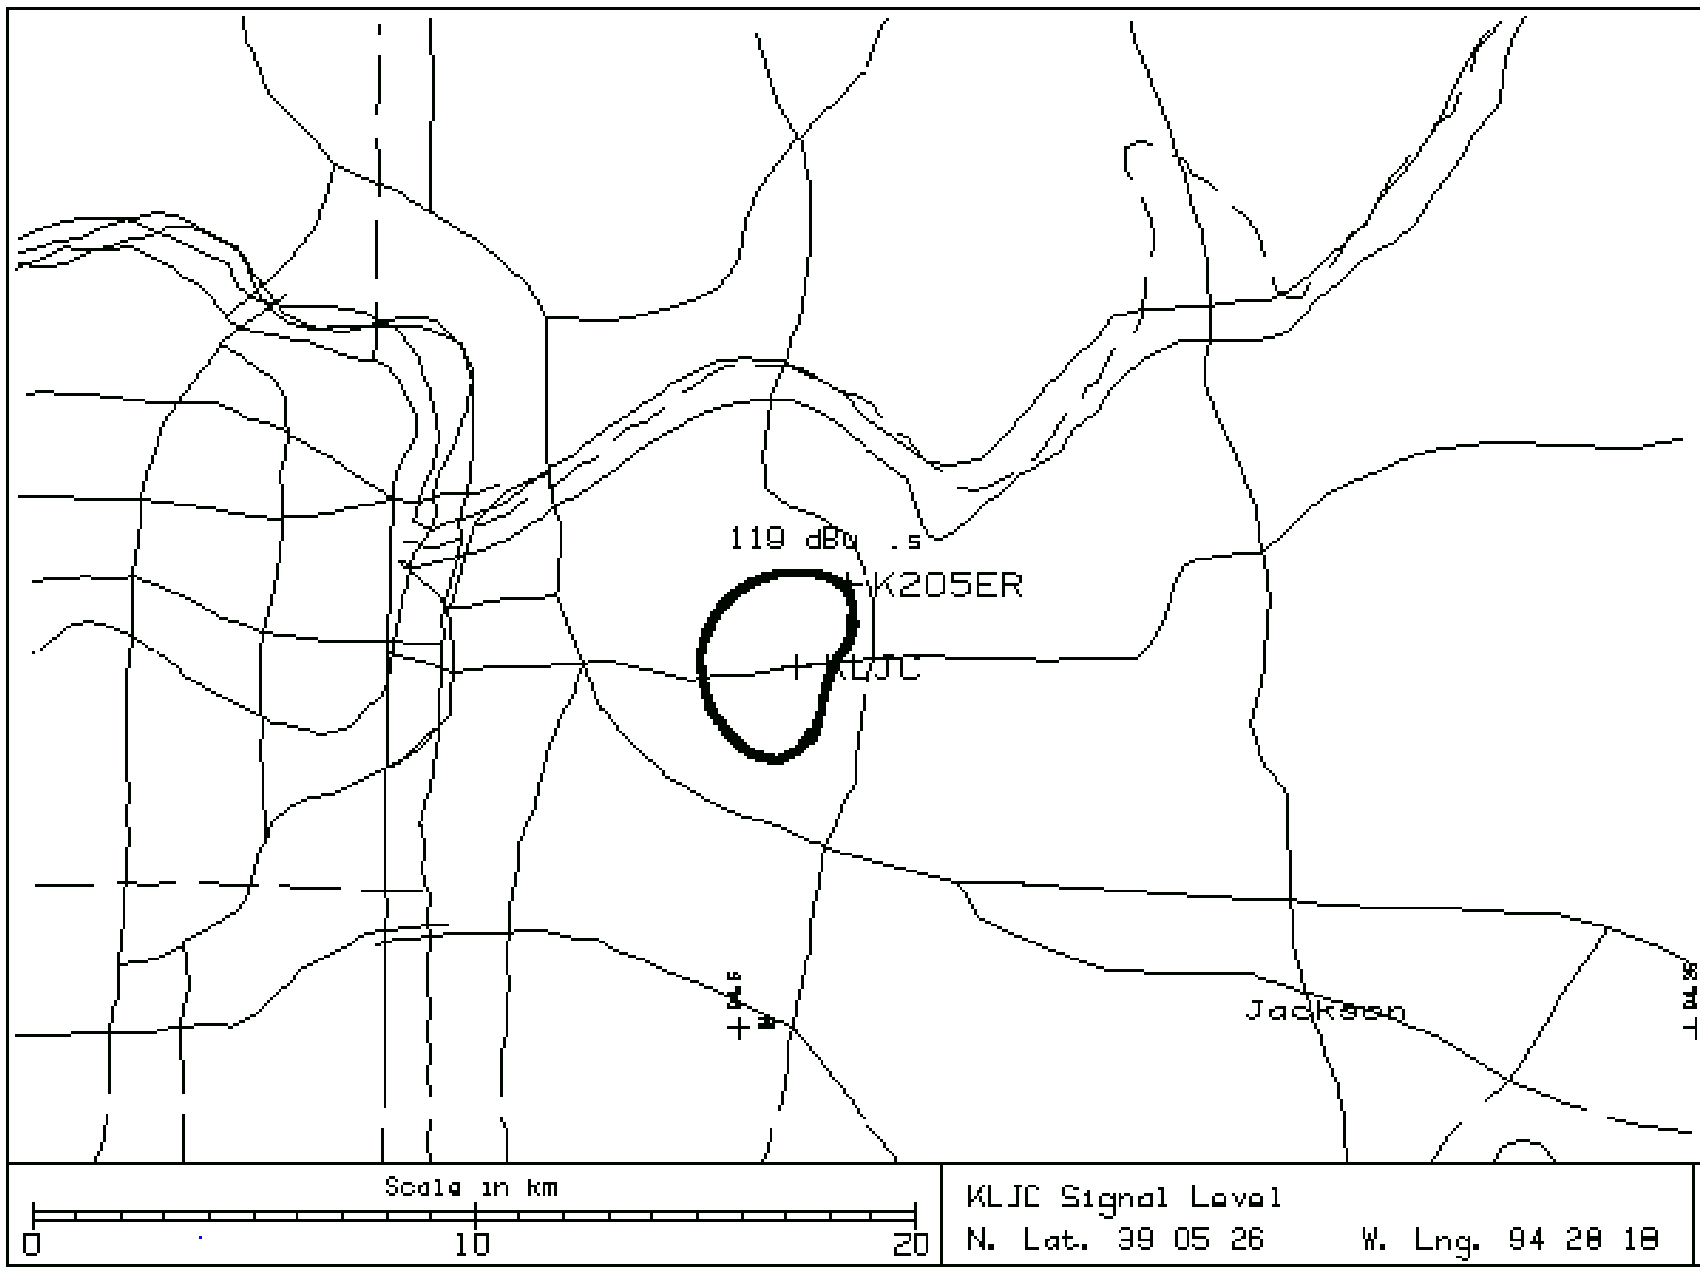 119 dBu .s
K205ER
KLJC
Jackson
Scale in km
0 10 20
KLJC Signal Level
N. Lat. 39 05 26 W. Lng. 94 28 18